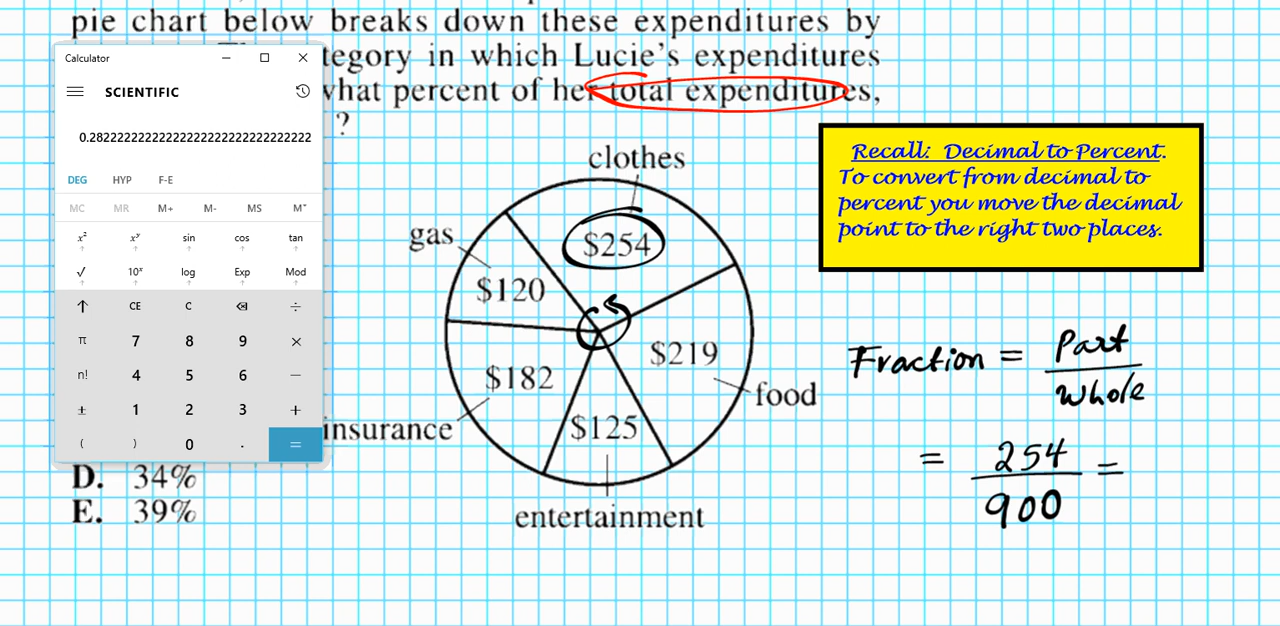 pie chart below breaks down these expenditures by
tegory in which Lucie's expenditures
what percent of her total expenditures,
?
Calculator
SCIENTIFIC
0.2822222222222222222222222222222
DEG HYP F-E
MC MR M+ M- MS M˅
x² xʸ sin cos tan
√ 10ˣ log Exp Mod
↑ CE C ⌫ ÷
π 7 8 9 ×
n! 4 5 6 −
± 1 2 3 +
( ) 0 . =
clothes
gas
$254
$120
$219
$182
food
insurance
$125
entertainment
D. 34%
E. 39%
Recall: Decimal to Percent.
To convert from decimal to
percent you move the decimal
point to the right two places.
Fraction = Part
Whole
= 254 =
900